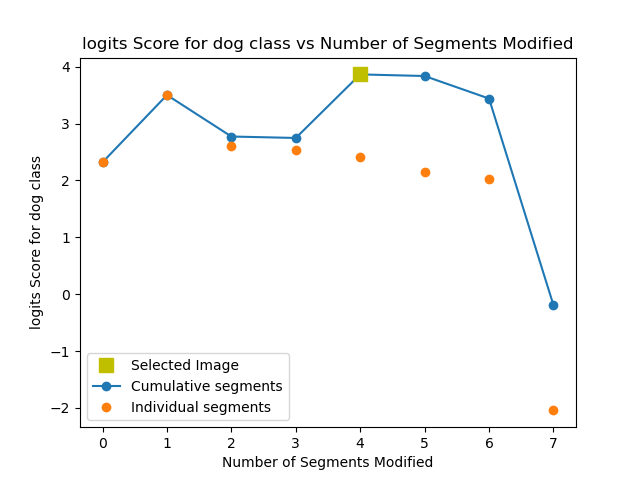 logits Score for dog class vs Number of Segments Modified
logits Score for dog class
4
3
2
1
0
−1
−2
Selected Image
Cumulative segments
Individual segments
0 1 2 3 4 5 6 7
Number of Segments Modified